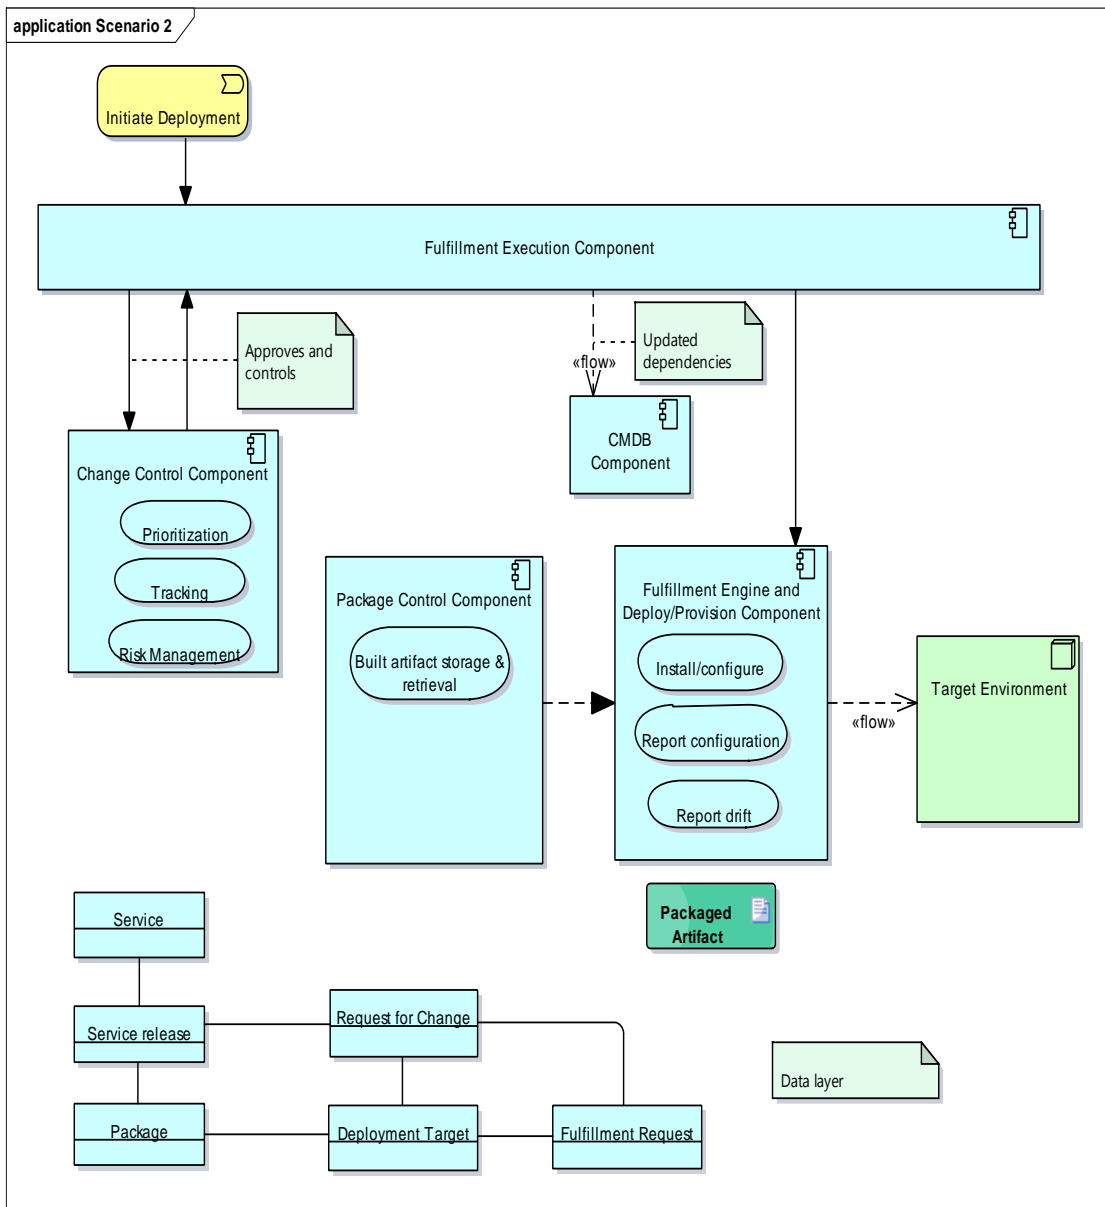 application Scenario 2
Initiate Deployment
Fulfillment Execution Component
Approves and
controls
Updated
dependencies
«flow»
CMDB
Component
Change Control Component
Prioritization
Tracking
Risk Management
Package Control Component
Built artifact storage &
retrieval
Fulfillment Engine and
Deploy/Provision Component
Install/configure
Report configuration
Report drift
«flow»
Target Environment
Packaged
Artifact
Service
Service release
Request for Change
Data layer
Package
Deployment Target
Fulfillment Request